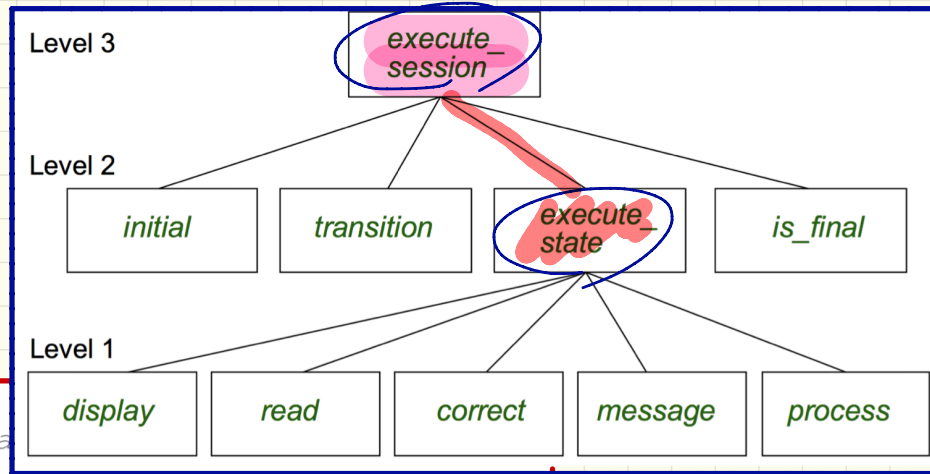 Level 3
execute_
session
Level 2
initial
transition
execute_
state
is_final
Level 1
display
read
correct
message
process